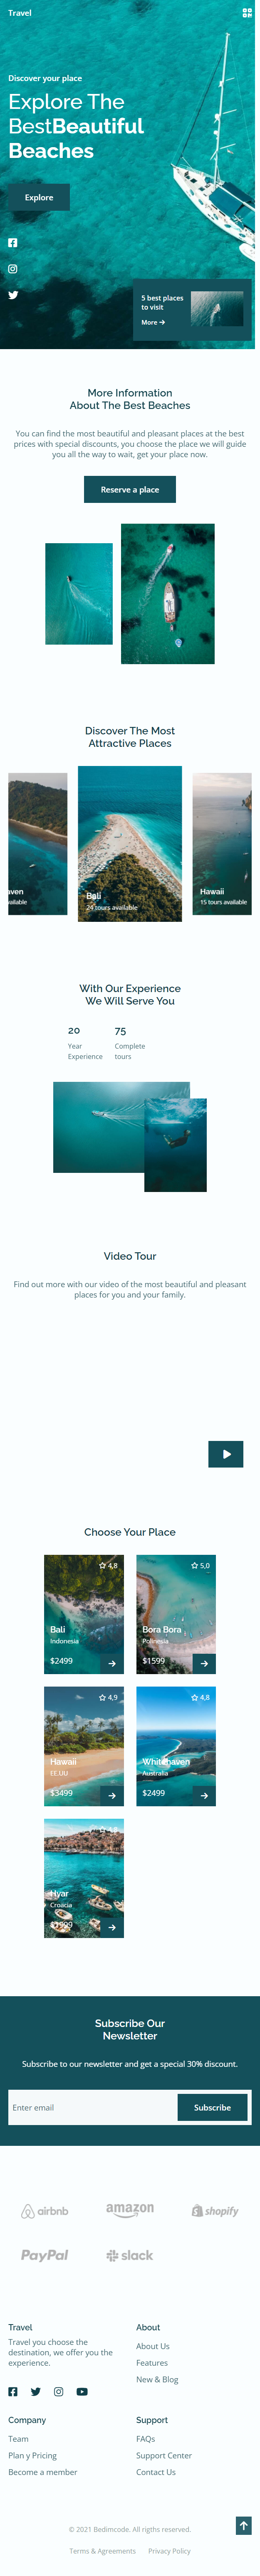 Travel
Discover your place
Explore The
BestBeautiful
Beaches
Explore
5 best places
to visit
More
More Information
About The Best Beaches
You can find the most beautiful and pleasant places at the best
prices with special discounts, you choose the place we will guide
you all the way to wait, get your place now.
Reserve a place
Discover The Most
Attractive Places
Bali
24 tours available
Hawaii
15 tours available
With Our Experience
We Will Serve You
20
75
Year
Experience
Complete
tours
Video Tour
Find out more with our video of the most beautiful and pleasant
places for you and your family.
Choose Your Place
4,8
Bali
Indonesia
$2499
5,0
Bora Bora
Polinesia
$1599
4,9
Hawaii
EE.UU
$3499
4,8
Whitehaven
Australia
$2499
Hvar
Croacia
$1999
Subscribe Our
Newsletter
Subscribe to our newsletter and get a special 30% discount.
Enter email
Subscribe
airbnb
amazon
shopify
PayPal
slack
Travel
Travel you choose the
destination, we offer you the
experience.
About
About Us
Features
New & Blog
Company
Team
Plan y Pricing
Become a member
Support
FAQs
Support Center
Contact Us
© 2021 Bedimcode. All rigths reserved.
Terms & Agreements
Privacy Policy